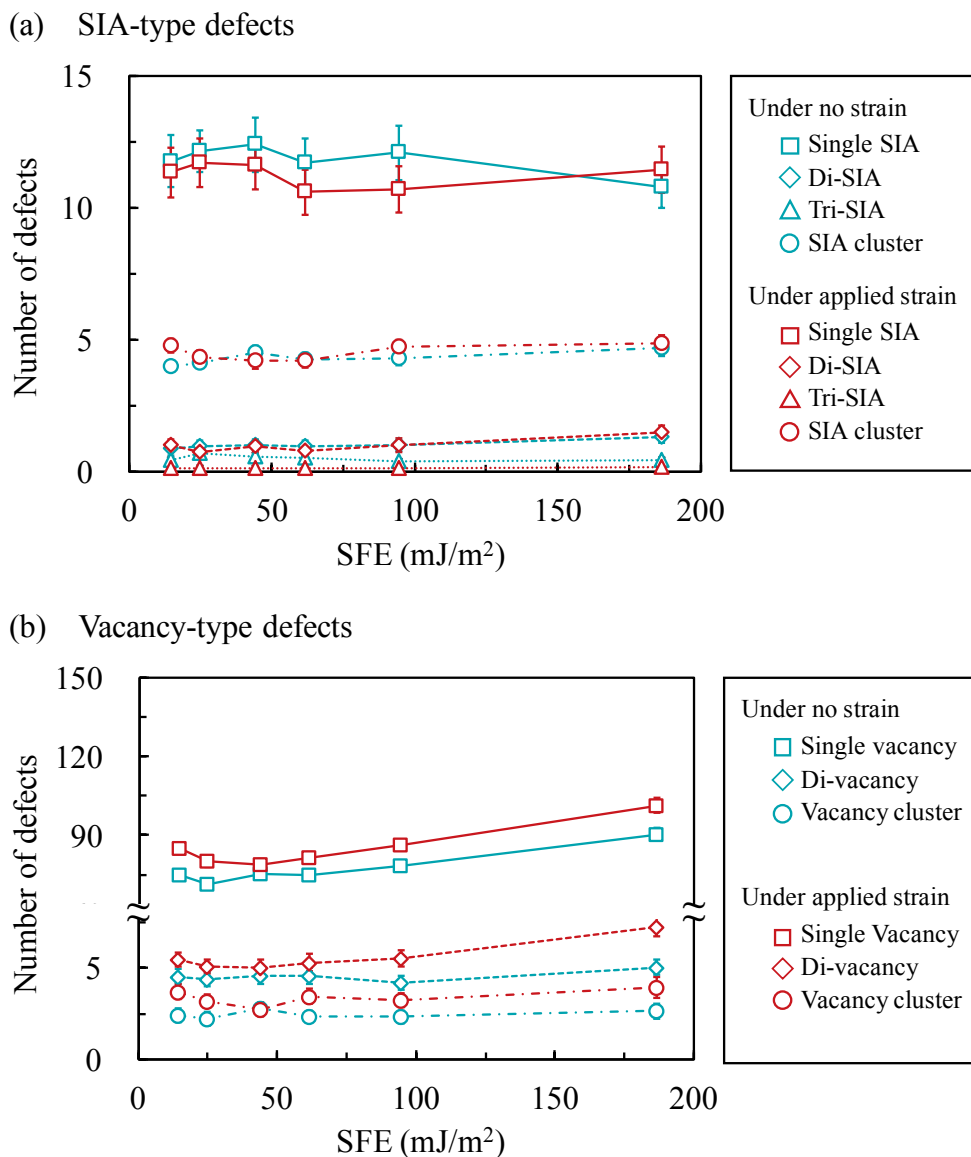 (a) SIA-type defects
15
10
5
0
Number of defects
0 50 100 150 200
SFE (mJ/m²)
Under no strain
Single SIA
Di-SIA
Tri-SIA
SIA cluster
Under applied strain
Single SIA
Di-SIA
Tri-SIA
SIA cluster
(b) Vacancy-type defects
150
120
90
5
0
Number of defects
0 50 100 150 200
SFE (mJ/m²)
Under no strain
Single vacancy
Di-vacancy
Vacancy cluster
Under applied strain
Single Vacancy
Di-vacancy
Vacancy cluster